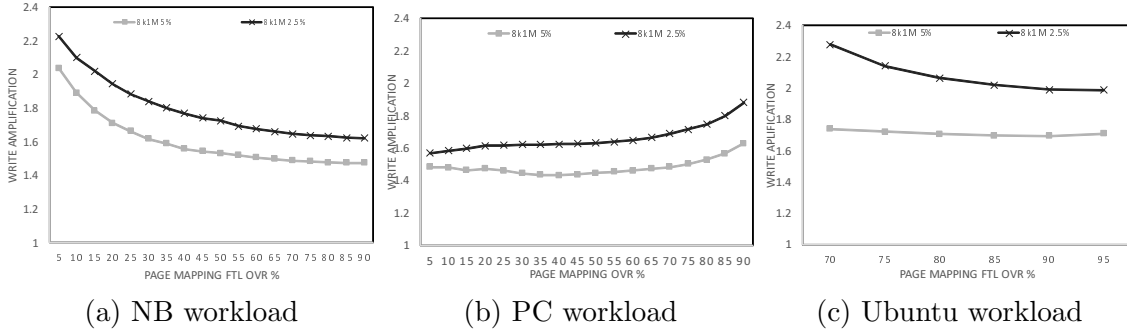 8k1M 5% 8k1M 2.5%
WRITE AMPLIFICATION
2.4
2.2
2
1.8
1.6
1.4
1.2
1
5 10 15 20 25 30 35 40 45 50 55 60 65 70 75 80 85 90
PAGE MAPPING FTL OVR %
(a) NB workload
8k1M 5% 8k1M 2.5%
WRITE AMPLIFICATION
2.4
2.2
2
1.8
1.6
1.4
1.2
1
5 10 15 20 25 30 35 40 45 50 55 60 65 70 75 80 85 90
PAGE MAPPING OVR %
(b) PC workload
8k1M 5% 8k1M 2.5%
WRITE APLIFICATION
2.4
2.2
2
1.8
1.6
1.4
1.2
1
70 75 80 85 90 95
PAGE MAPPING FTL OVR %
(c) Ubuntu workload